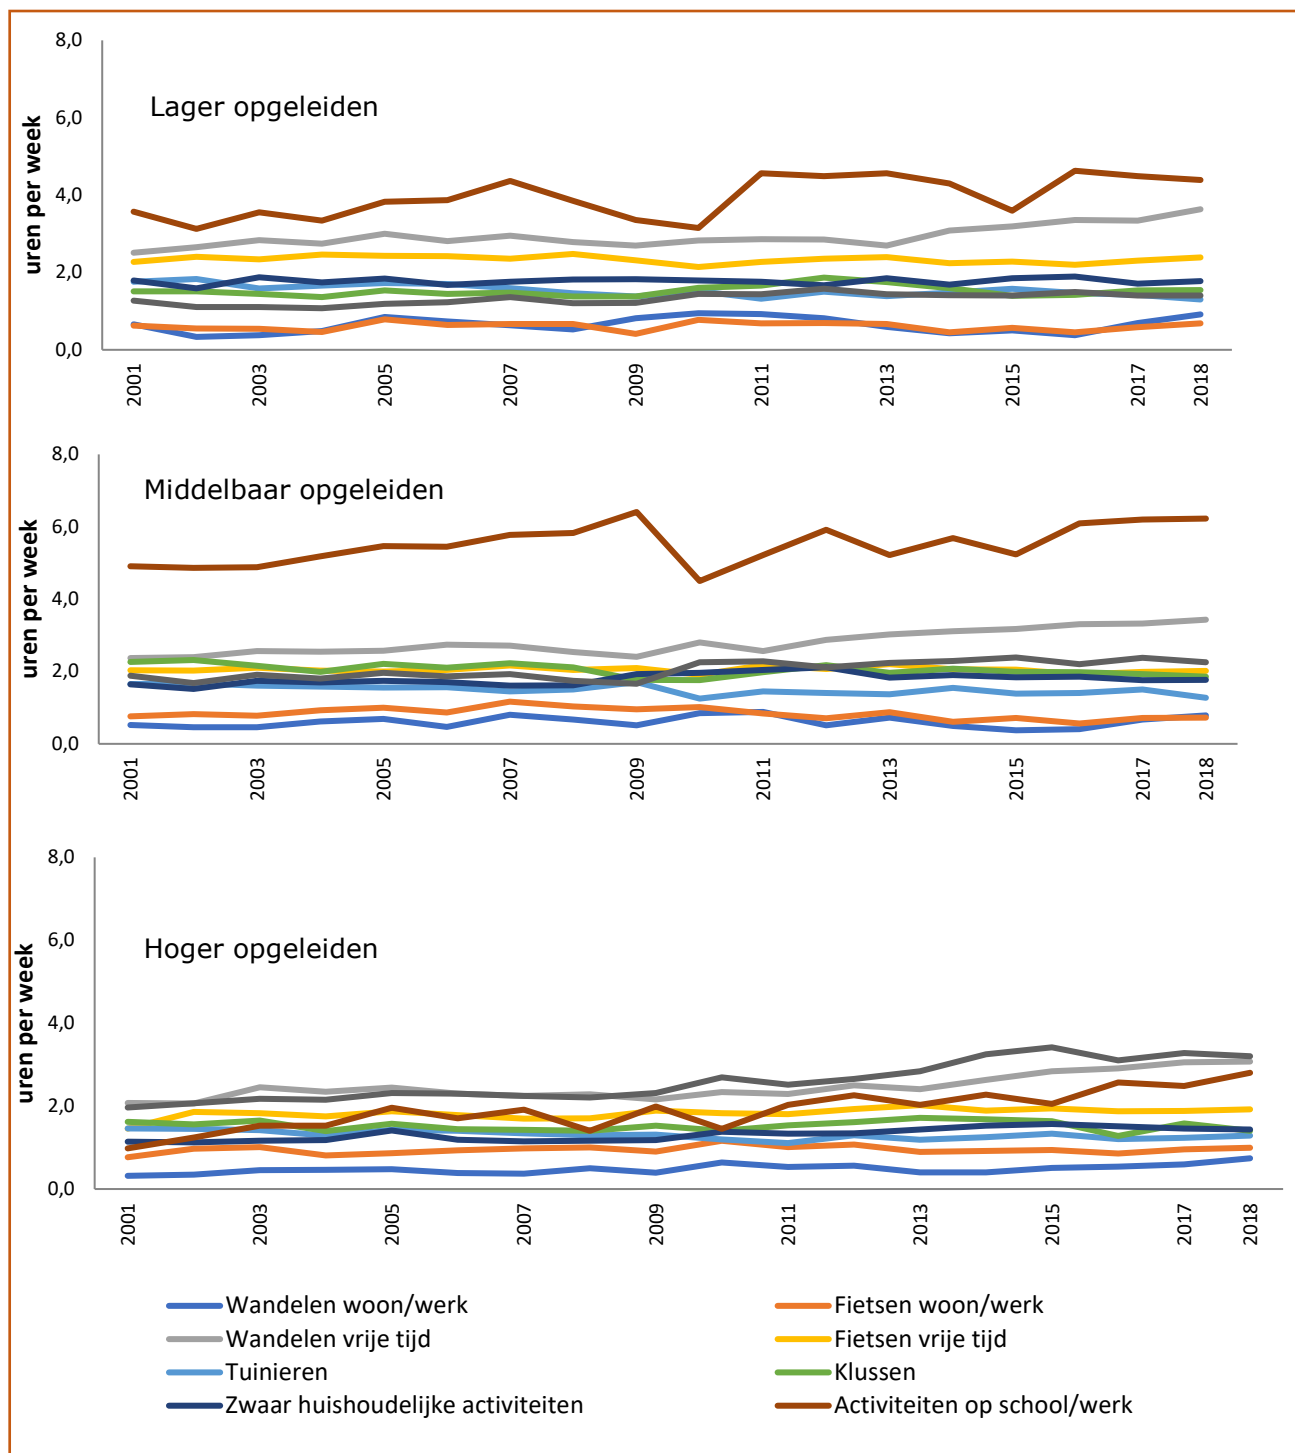 8,0
Lager opgeleiden
6,0
4,0
2,0
0,0
uren per week
2001 2003 2005 2007 2009 2011 2013 2015 2017 2018
8,0
Middelbaar opgeleiden
6,0
4,0
2,0
0,0
uren per week
2001 2003 2005 2007 2009 2011 2013 2015 2017 2018
8,0
6,0
Hoger opgeleiden
4,0
2,0
0,0
uren per week
2001 2003 2005 2007 2009 2011 2013 2015 2017 2018
Wandelen woon/werk Fietsen woon/werk
Wandelen vrije tijd Fietsen vrije tijd
Tuinieren Klussen
Zwaar huishoudelijke activiteiten Activiteiten op school/werk